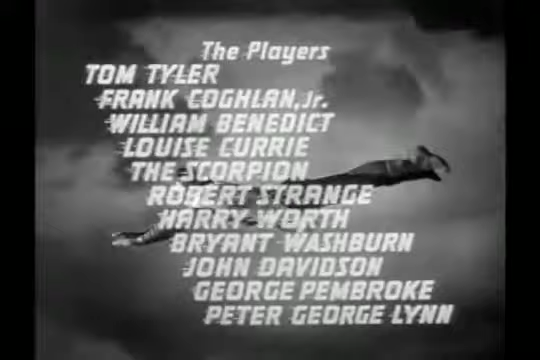 The Players
TOM TYLER
FRANK COGHLAN, Jr.
WILLIAM BENEDICT
LOUISE CURRIE
THE SCORPION
ROBERT STRANGE
HARRY WORTH
BRYANT WASHBURN
JOHN DAVIDSON
GEORGE PEMBROKE
PETER GEORGE LYNN